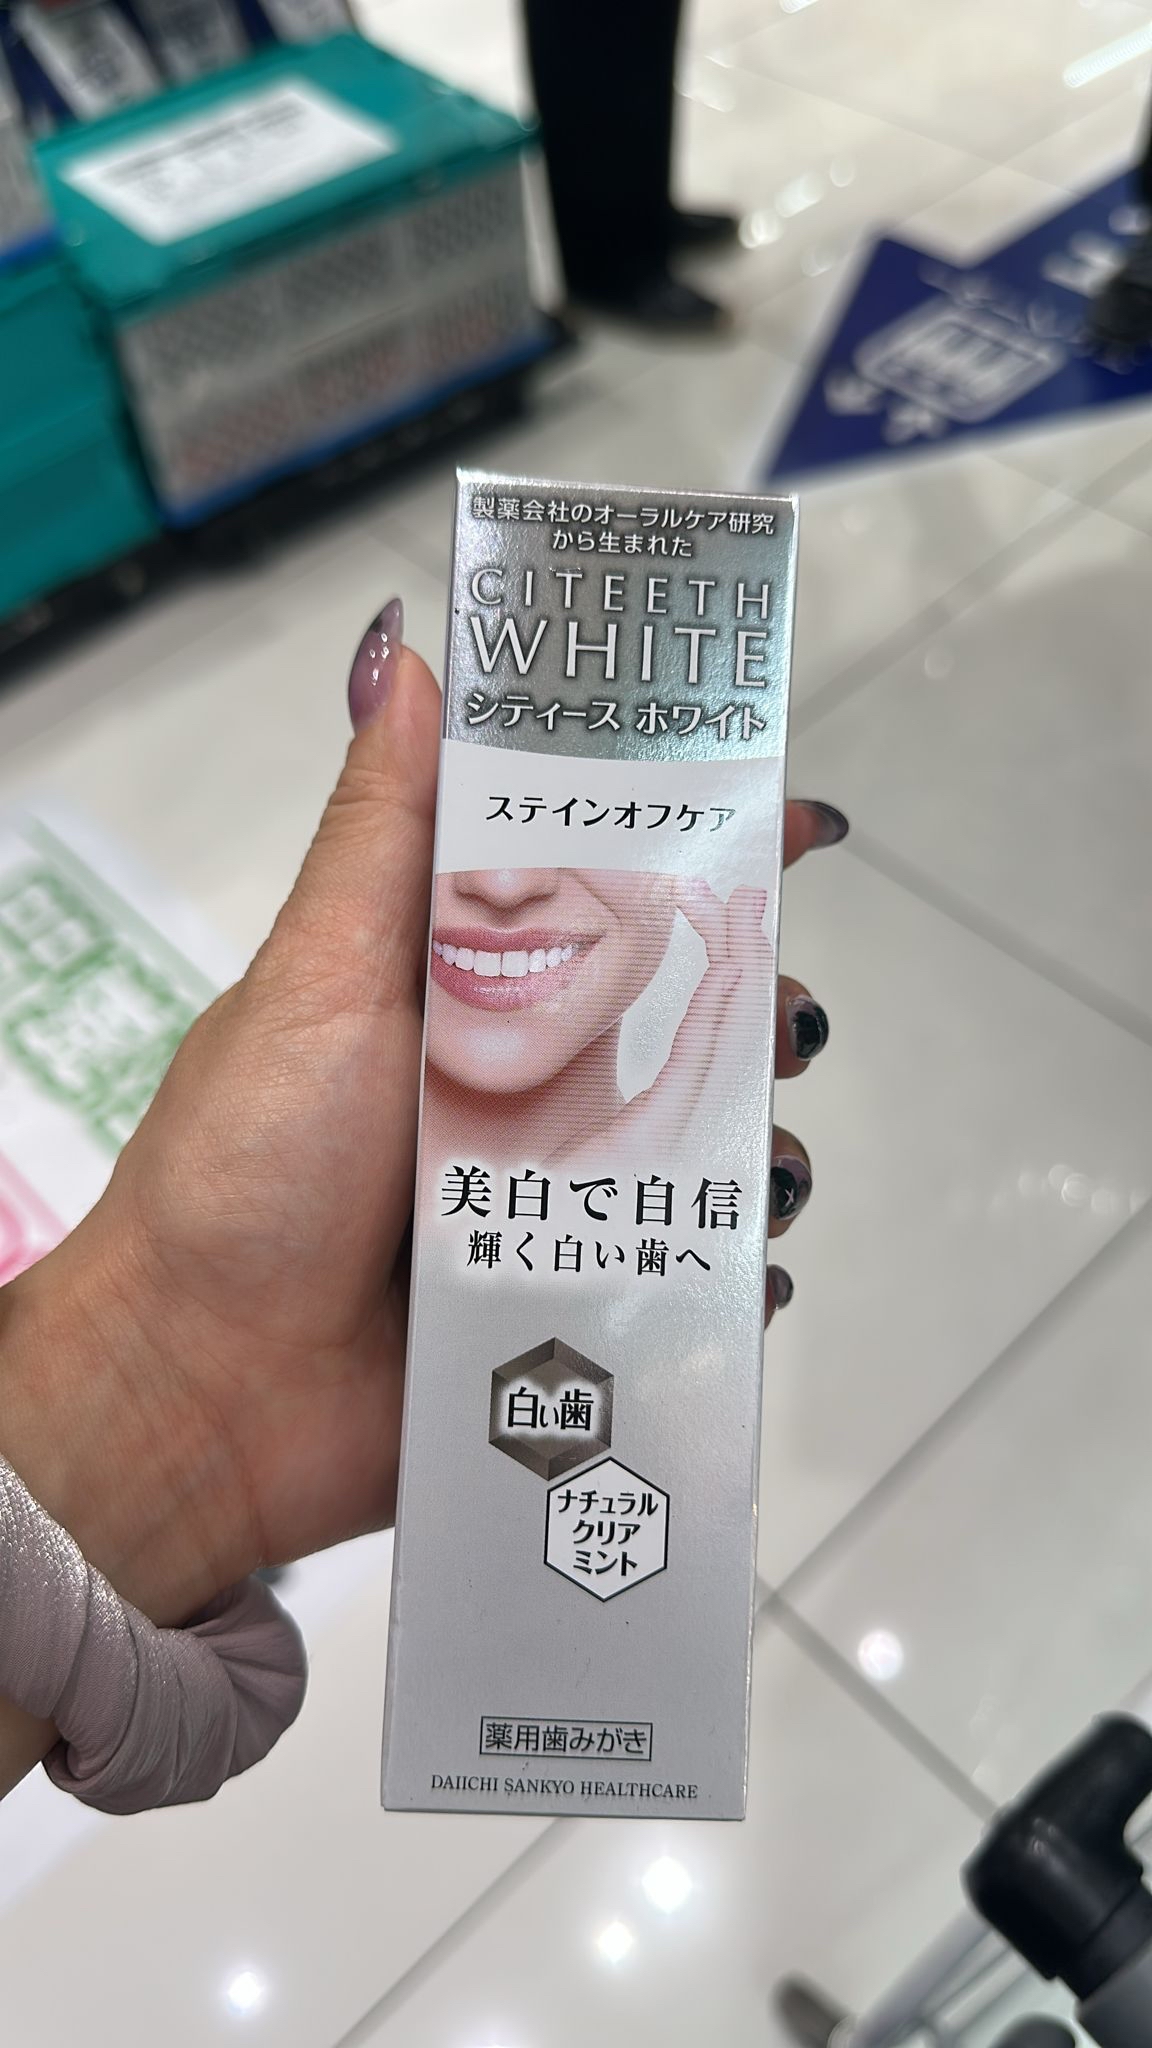 製薬会社のオーラルケア研究
から生まれた
CITEETH
WHITE
シティース ホワイト
ステインオフケア
美白で自信
輝く白い歯へ
白い歯
ナチュラル
クリア
ミント
薬用歯みがき
DAIICHI SANKYO HEALTHCARE